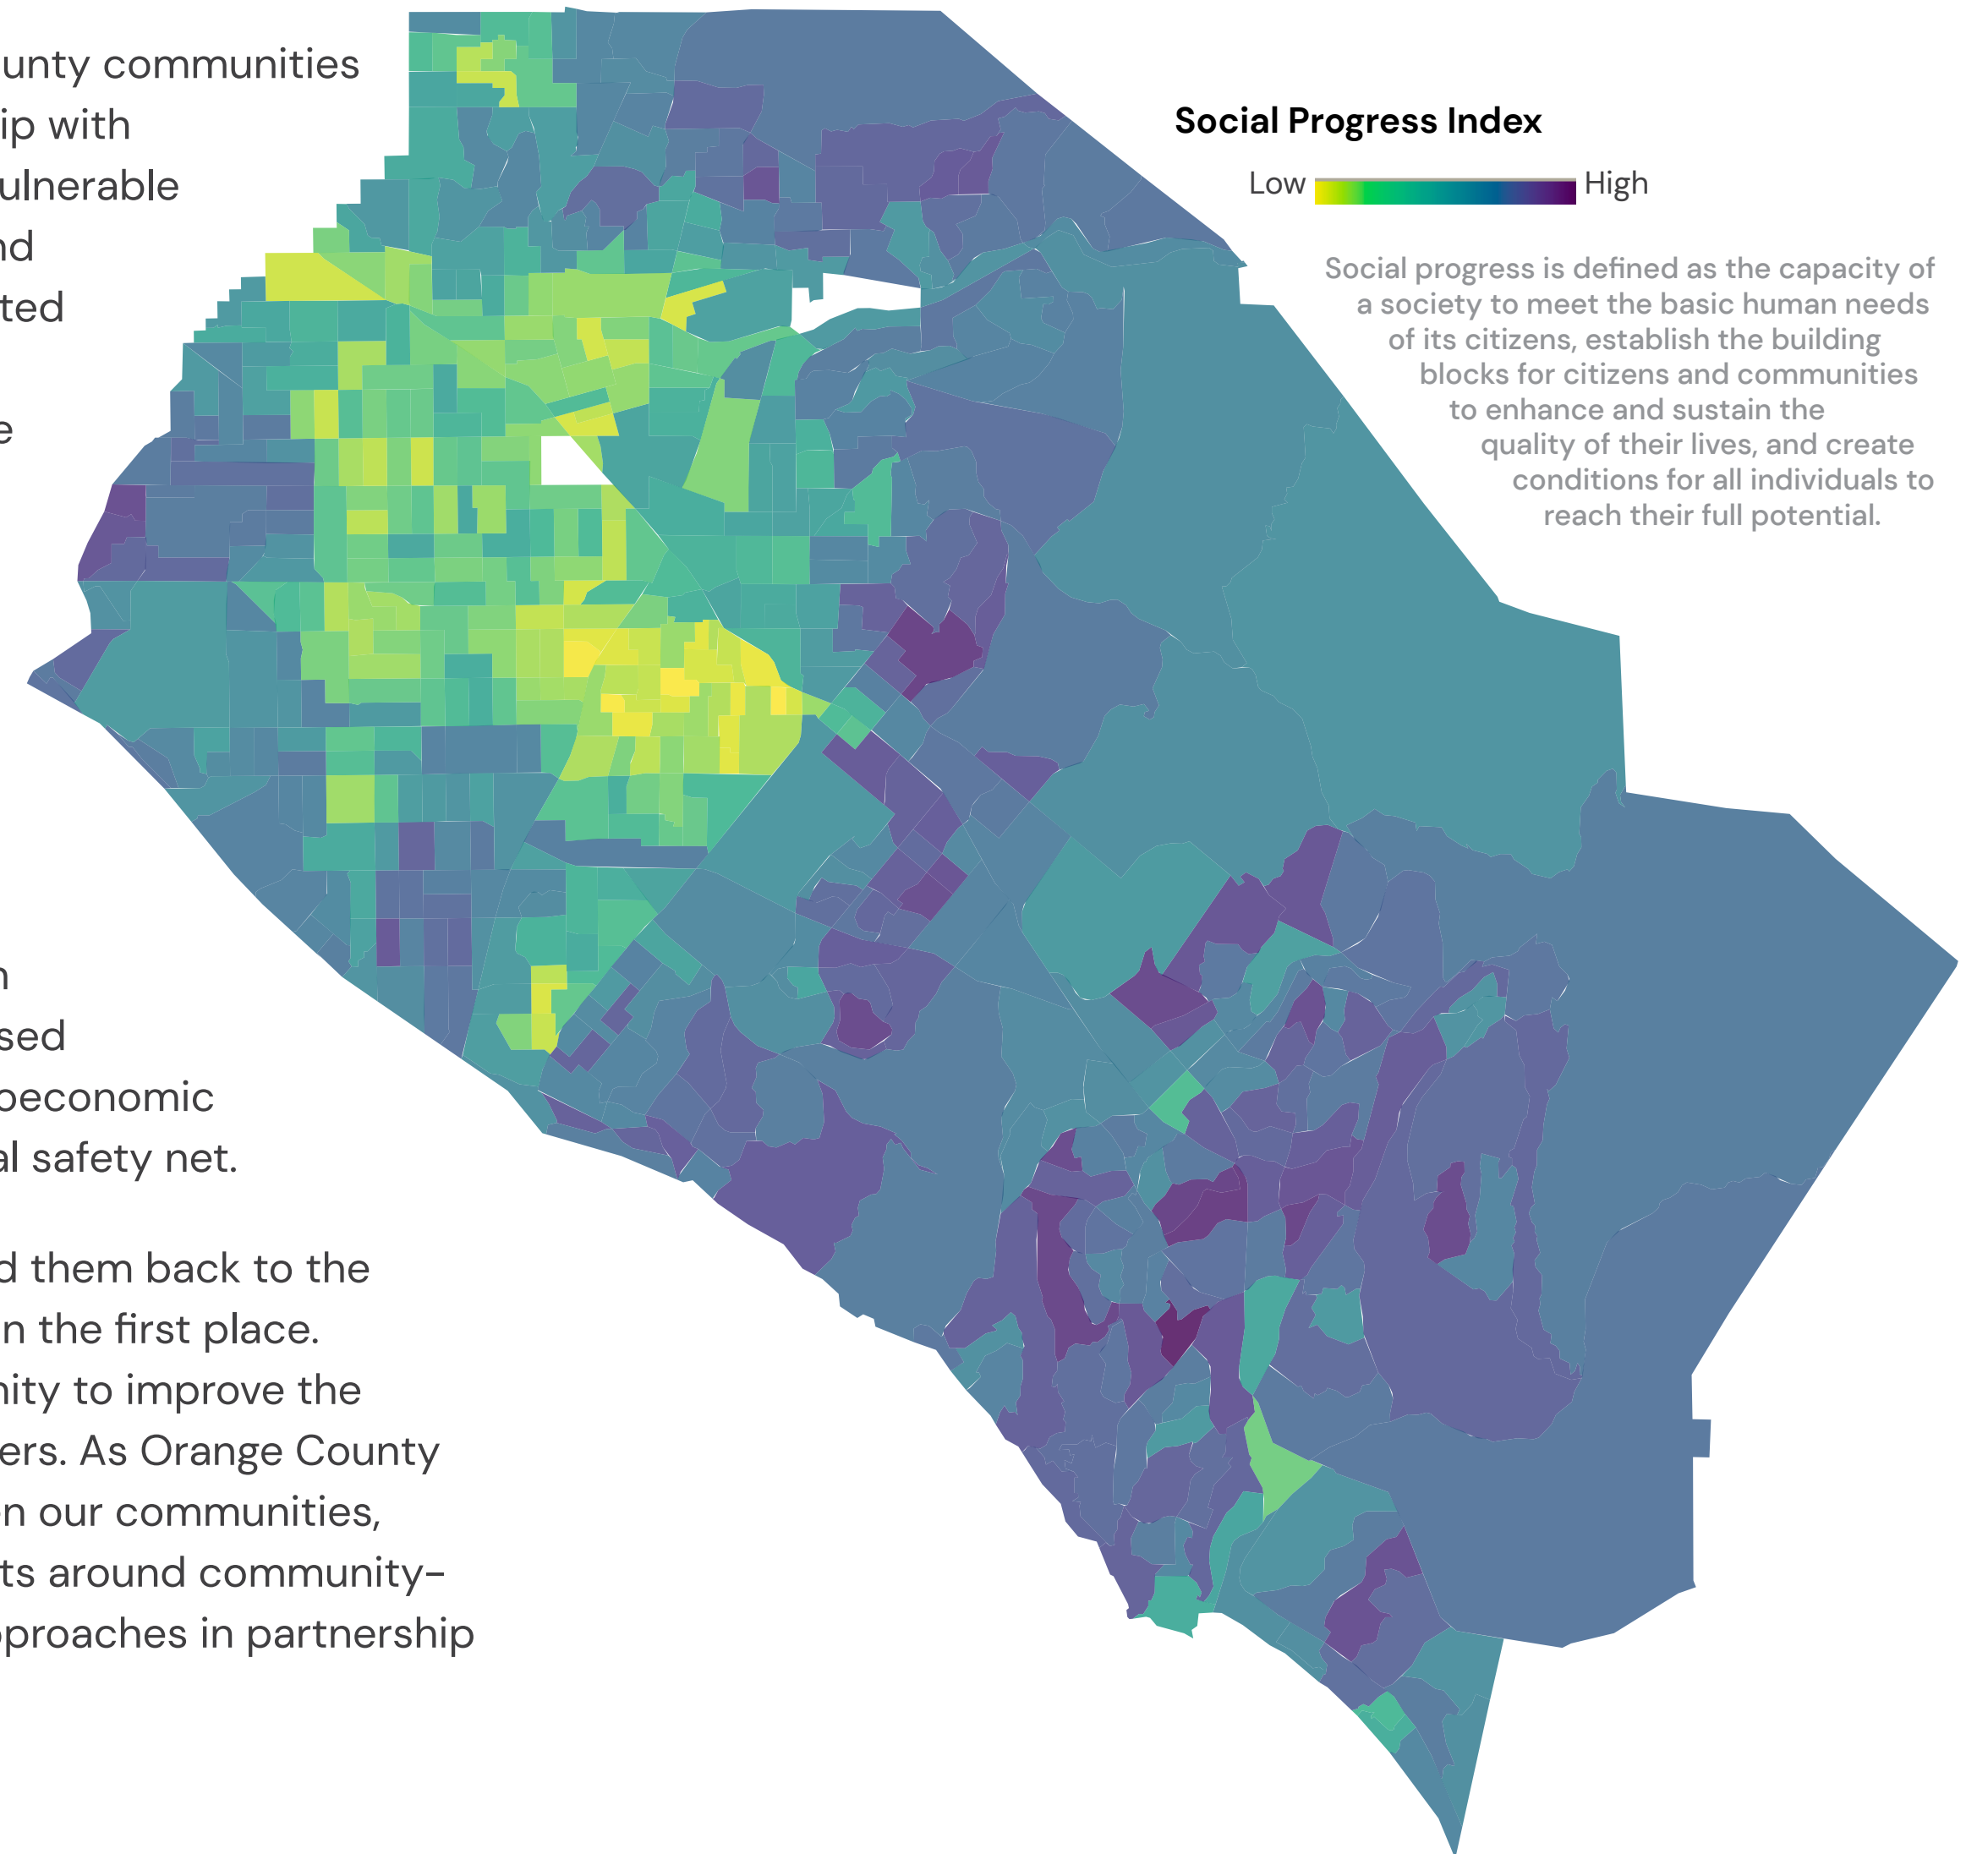 unty communities
ip with
ulnerable
nd
ted
e
n
sed
oeconomic
al safety net.
d them back to the
n the first place.
nity to improve the
ers. As Orange County
n our communities,
ts around community-
pproaches in partnership
Social Progress Index
Low
High
Social progress is defined as the capacity of
a society to meet the basic human needs
of its citizens, establish the building
blocks for citizens and communities
to enhance and sustain the
quality of their lives, and create
conditions for all individuals to
reach their full potential.